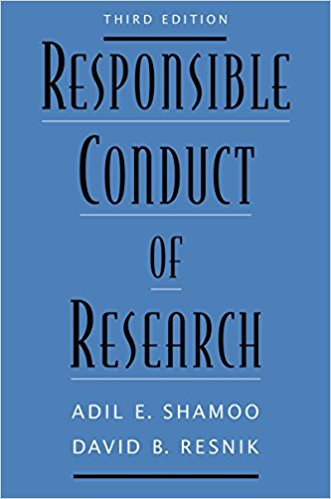 THIRD EDITION
RESPONSIBLE
CONDUCT
OF
RESEARCH
ADIL E. SHAMOO
DAVID B. RESNIK